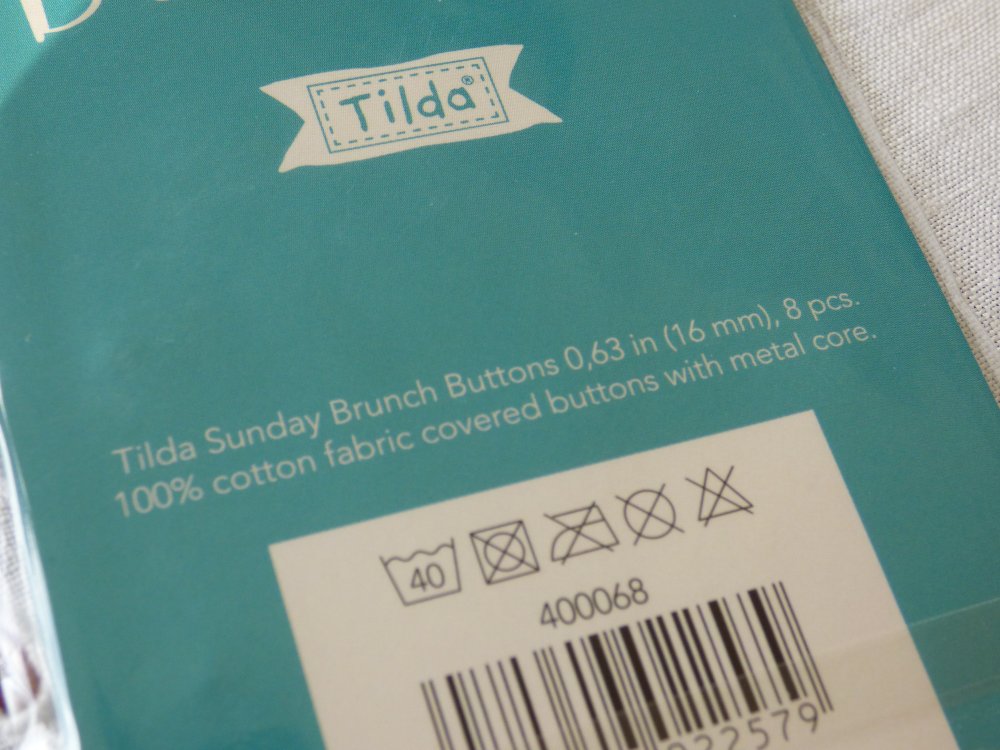 Tilda®
Tilda Sunday Brunch Buttons 0,63 in (16 mm), 8 pcs.
100% cotton fabric covered buttons with metal core.
40
400068
22579